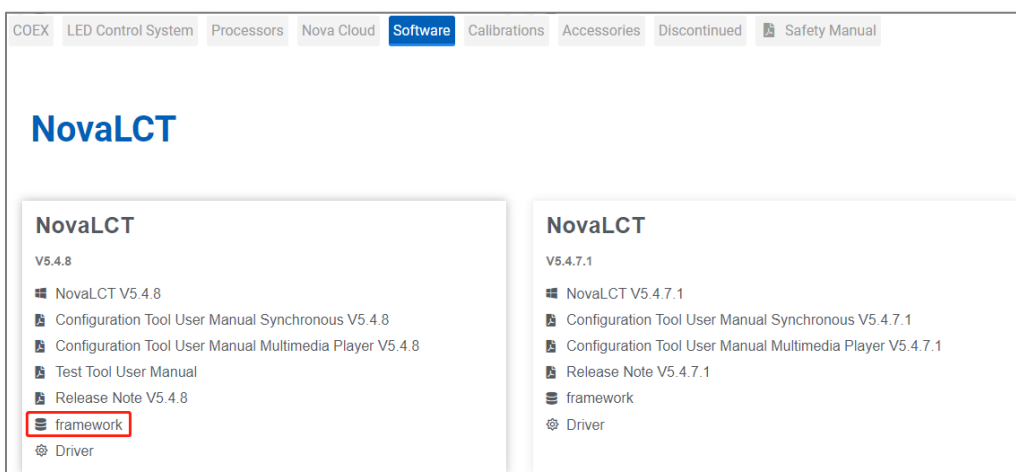 COEX LED Control System Processors Nova Cloud Software Calibrations Accessories Discontinued Safety Manual
NovaLCT
NovaLCT
V5.4.8
NovaLCT V5.4.8
Configuration Tool User Manual Synchronous V5.4.8
Configuration Tool User Manual Multimedia Player V5.4.8
Test Tool User Manual
Release Note V5.4.8
framework
Driver
NovaLCT
V5.4.7.1
NovaLCT V5.4.7.1
Configuration Tool User Manual Synchronous V5.4.7.1
Configuration Tool User Manual Multimedia Player V5.4.7.1
Release Note V5.4.7.1
framework
Driver